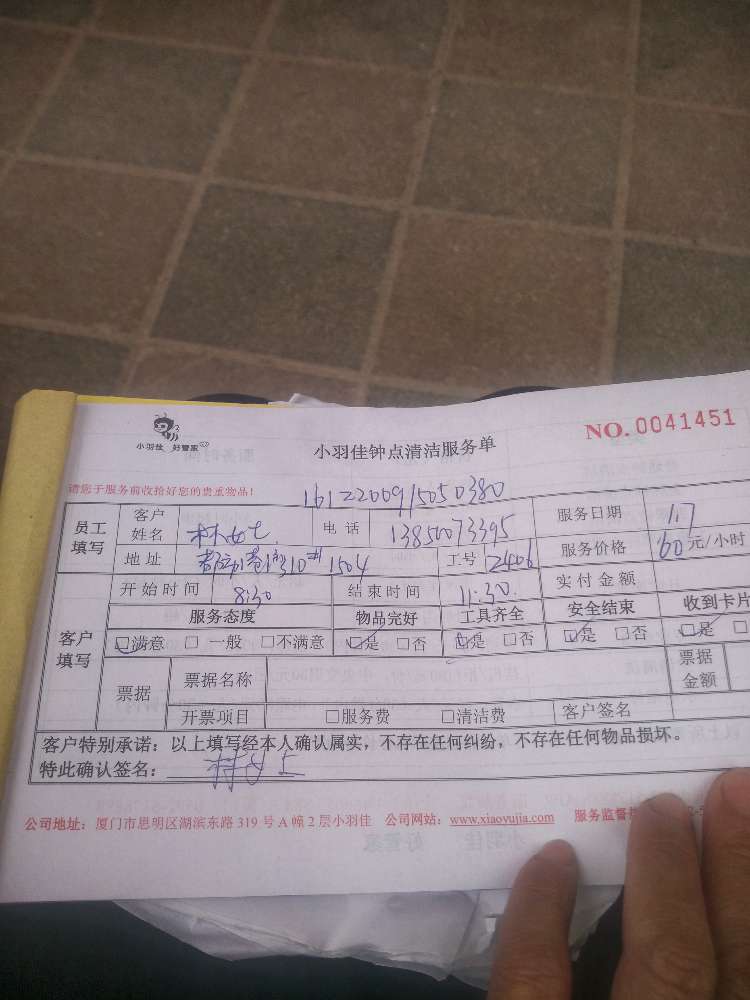 小羽佳 好管家
小羽佳钟点清洁服务单
NO.0041451
请您于服务前收拾好您的贵重物品!
161220091505038​0
员工填写 客户姓名 林女士 电话 13850073395 服务日期 1.7
地址 310# 1504 工号 2406 服务价格 60元/小时
客户填写 开始时间 8:30 结束时间 11:30. 实付金额
服务态度 物品完好 工具齐全 安全结束 收到卡片
□满意 □一般 □不满意 □是 □否 □是 □否 □是 □否 □是
票据 票据名称 票据金额
开票项目 □服务费 □清洁费 客户签名
客户特别承诺:以上填写经本人确认属实,不存在任何纠纷,不存在任何物品损坏。
特此确认签名: 林女士
公司地址:厦门市思明区湖滨东路319号A幢2层小羽佳 公司网站:www.xiaoyujia.com 服务监督